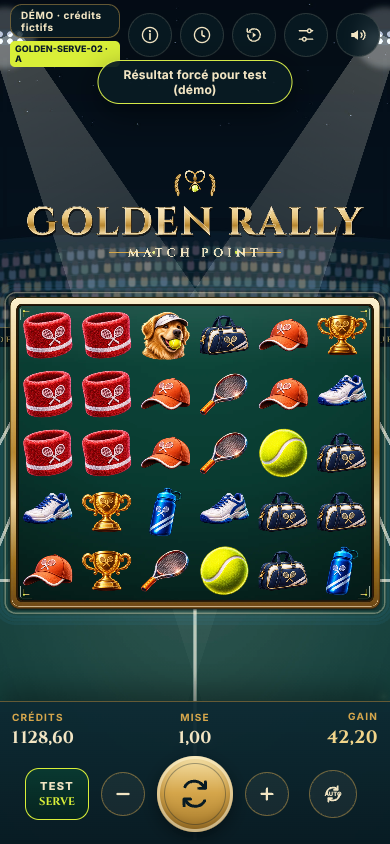 DÉMO · crédits
fictifs
GOLDEN-SERVE-02 ·
A
Résultat forcé pour test
(démo)
GOLDEN RALLY
MATCH POINT
CRÉDITS
MISE
GAIN
1128,60
1,00
42,20
TEST
SERVE
AUTO